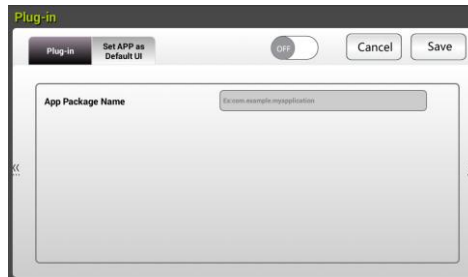 Plug-in
Plug-in
Set APP as
Default UI
OFF
Cancel
Save
App Package Name
Ex:com.example.myapplication
«